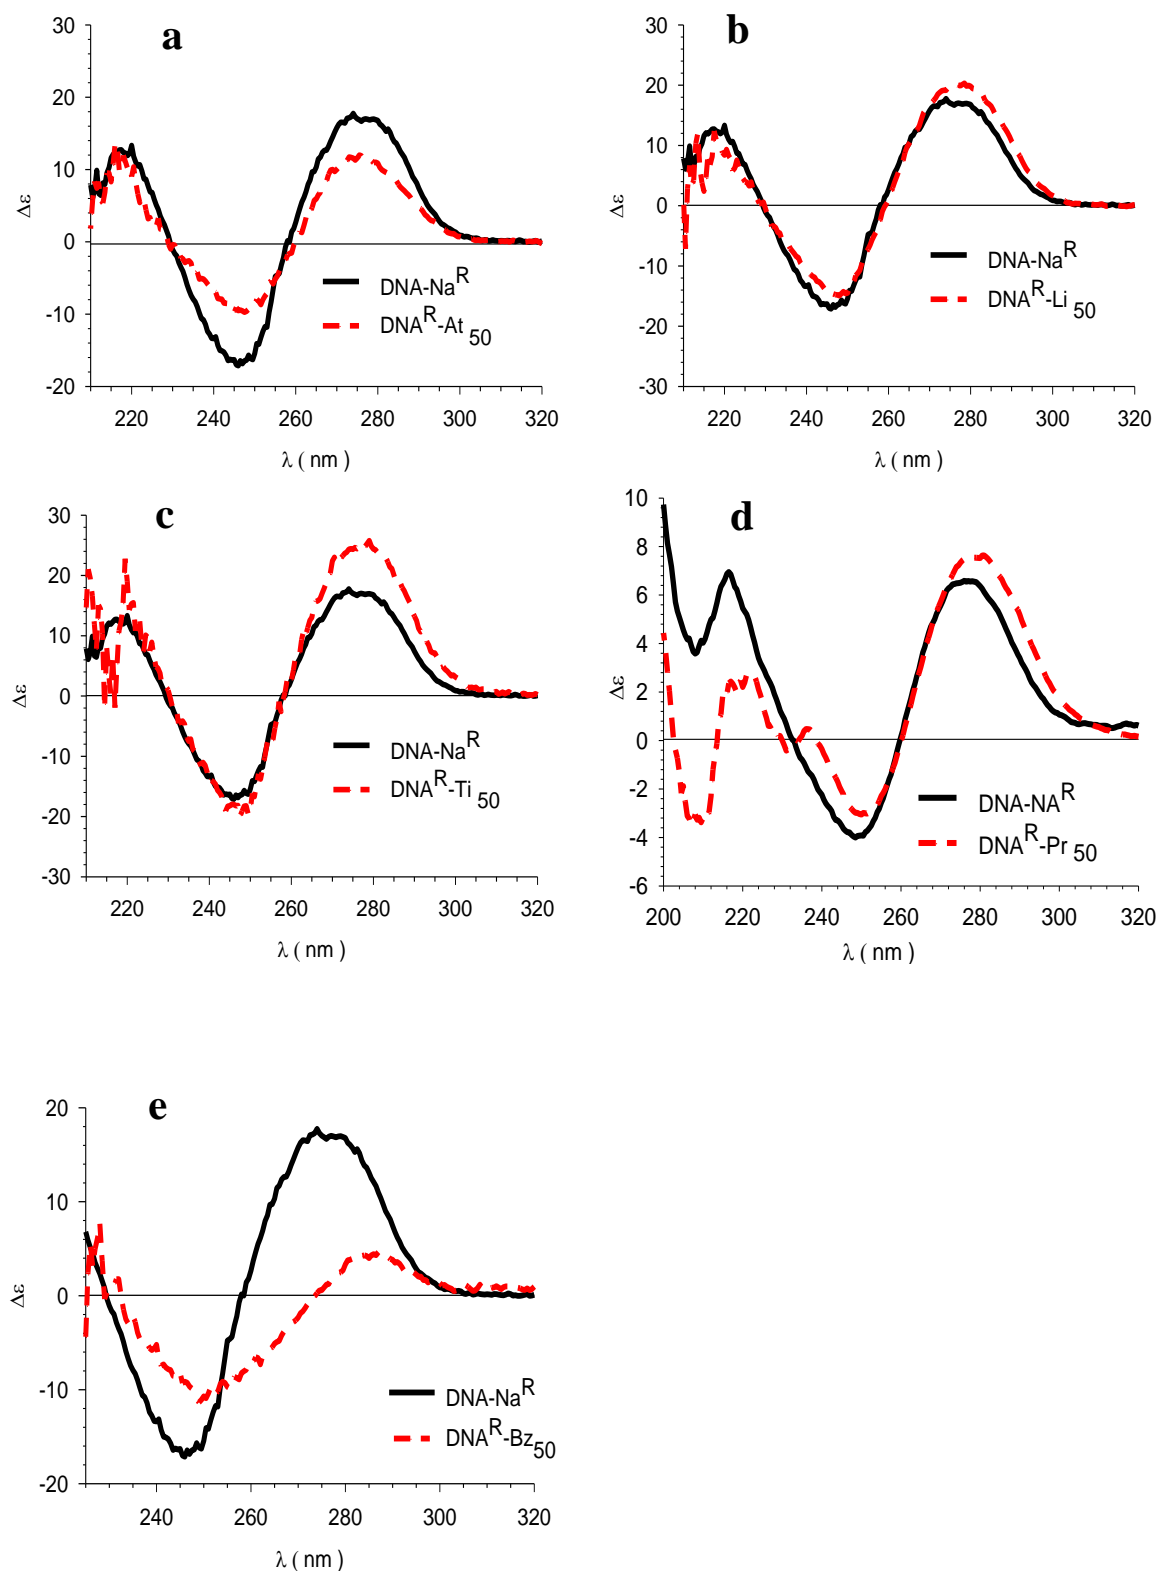 a
30
20
10
0
-10
-20
220 240 260 280 300 320
Δε
λ ( nm )
DNA-Na^R
DNA^R-At 50
b
30
20
10
0
-10
-20
-30
220 240 260 280 300 320
Δε
λ ( nm )
DNA-Na^R
DNA^R-Li 50
c
30
20
10
0
-10
-20
-30
220 240 260 280 300 320
Δε
λ ( nm )
DNA-Na^R
DNA^R-Ti 50
d
10
8
6
4
2
0
-2
-4
-6
200 220 240 260 280 300 320
Δε
λ ( nm )
DNA-NA^R
DNA^R-Pr 50
e
20
10
0
-10
-20
240 260 280 300 320
Δε
λ ( nm )
DNA-Na^R
DNA^R-Bz50